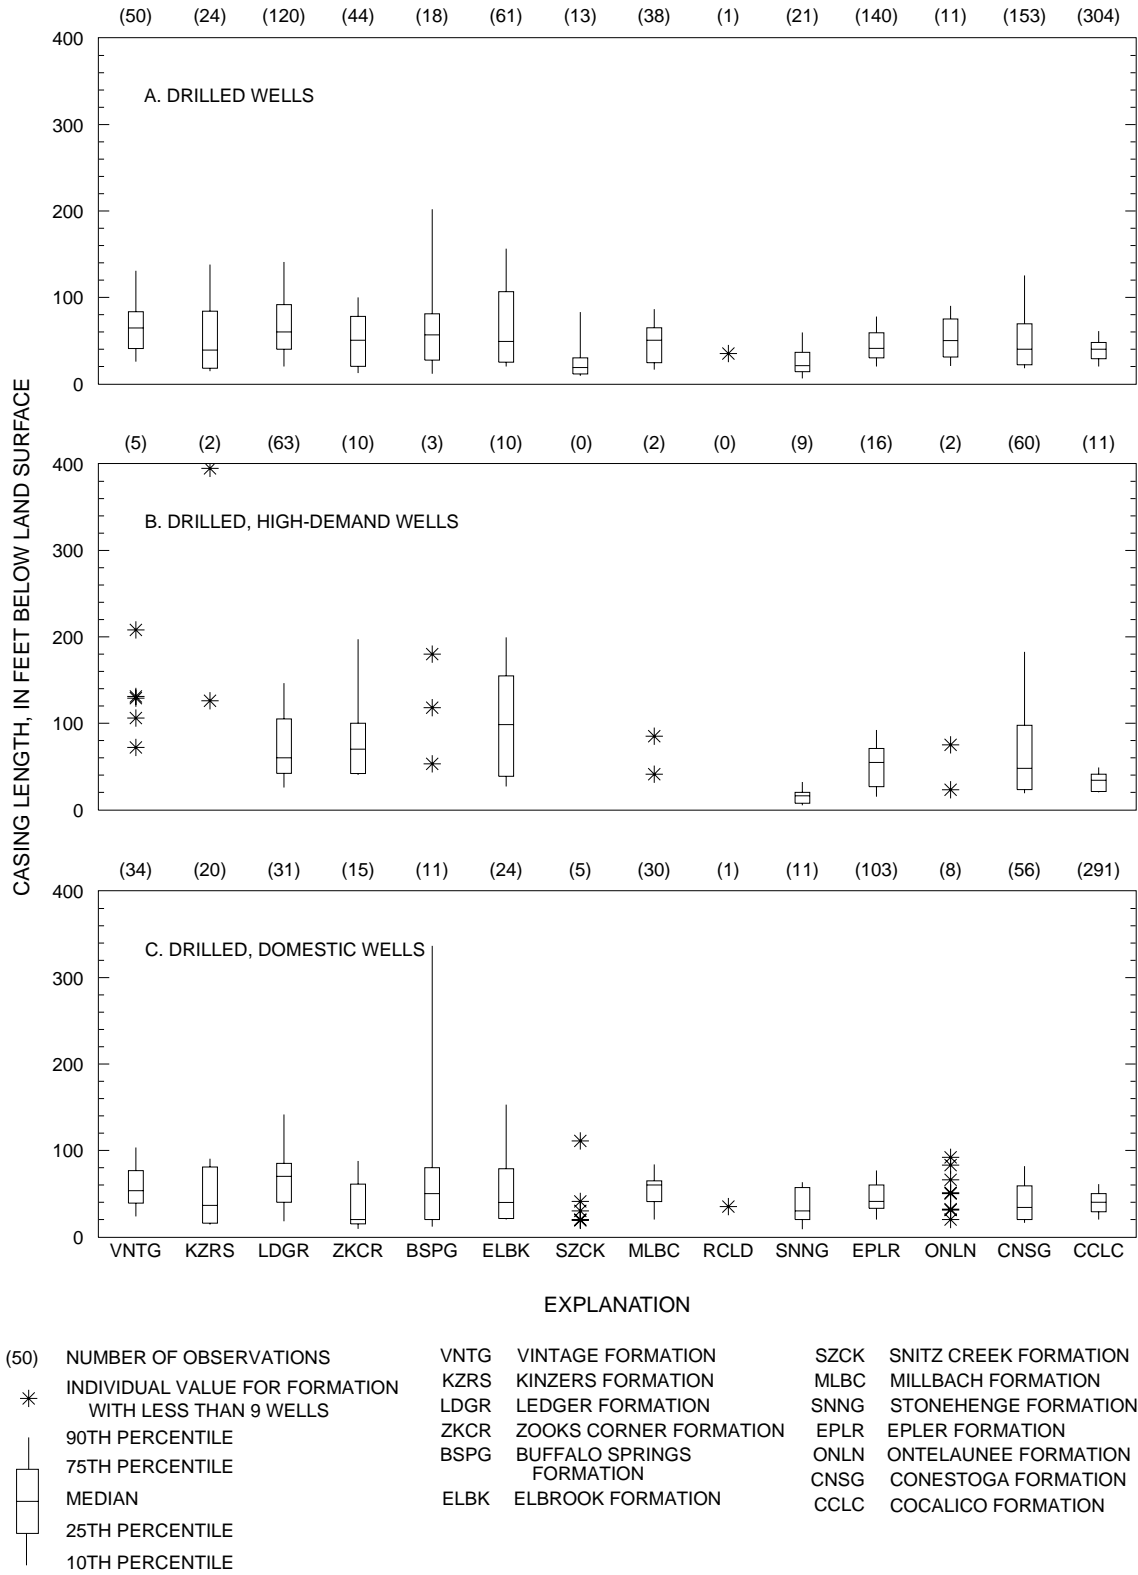 (50) (24) (120) (44) (18) (61) (13) (38) (1) (21) (140) (11) (153) (304)
400
A. DRILLED WELLS
300
200
100
0
CASING LENGTH, IN FEET BELOW LAND SURFACE
(5) (2) (63) (10) (3) (10) (0) (2) (0) (9) (16) (2) (60) (11)
400
B. DRILLED, HIGH-DEMAND WELLS
300
200
100
0
(34) (20) (31) (15) (11) (24) (5) (30) (1) (11) (103) (8) (56) (291)
400
C. DRILLED, DOMESTIC WELLS
300
200
100
0
VNTG KZRS LDGR ZKCR BSPG ELBK SZCK MLBC RCLD SNNG EPLR ONLN CNSG CCLC
EXPLANATION
(50) NUMBER OF OBSERVATIONS
INDIVIDUAL VALUE FOR FORMATION
WITH LESS THAN 9 WELLS
90TH PERCENTILE
75TH PERCENTILE
MEDIAN
25TH PERCENTILE
10TH PERCENTILE
VNTG VINTAGE FORMATION
KZRS KINZERS FORMATION
LDGR LEDGER FORMATION
ZKCR ZOOKS CORNER FORMATION
BSPG BUFFALO SPRINGS
FORMATION
ELBK ELBROOK FORMATION
SZCK SNITZ CREEK FORMATION
MLBC MILLBACH FORMATION
SNNG STONEHENGE FORMATION
EPLR EPLER FORMATION
ONLN ONTELAUNEE FORMATION
CNSG CONESTOGA FORMATION
CCLC COCALICO FORMATION